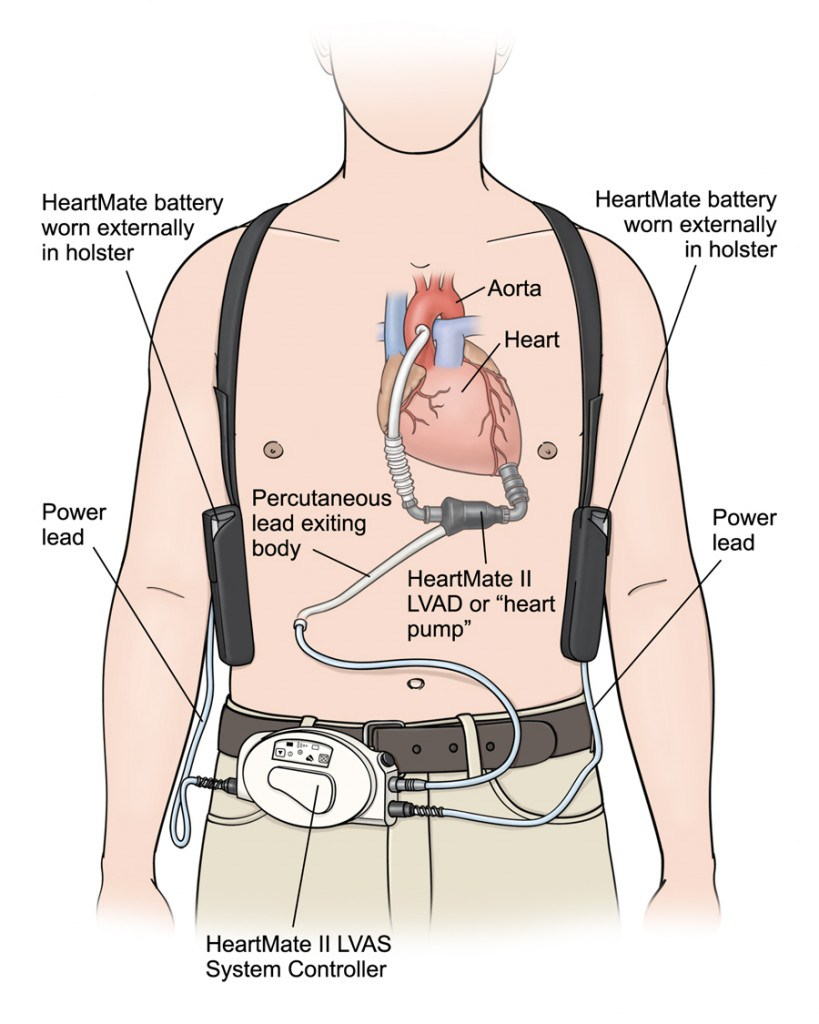 HeartMate battery
worn externally
in holster
HeartMate battery
worn externally
in holster
Aorta
Heart
Percutaneous
lead exiting
body
Power
lead
Power
lead
HeartMate II
LVAD or “heart
pump”
HeartMate II LVAS
System Controller